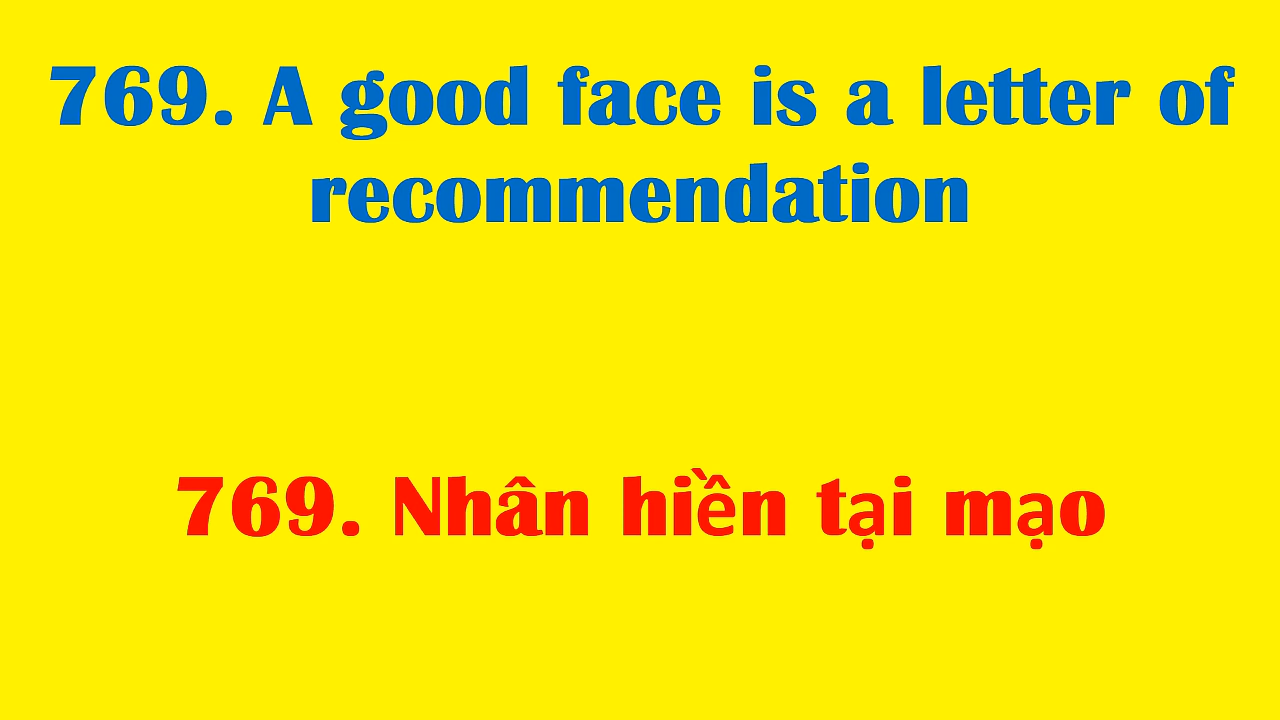 769. A good face is a letter of
recommendation
769. Nhân hiền tại mạo